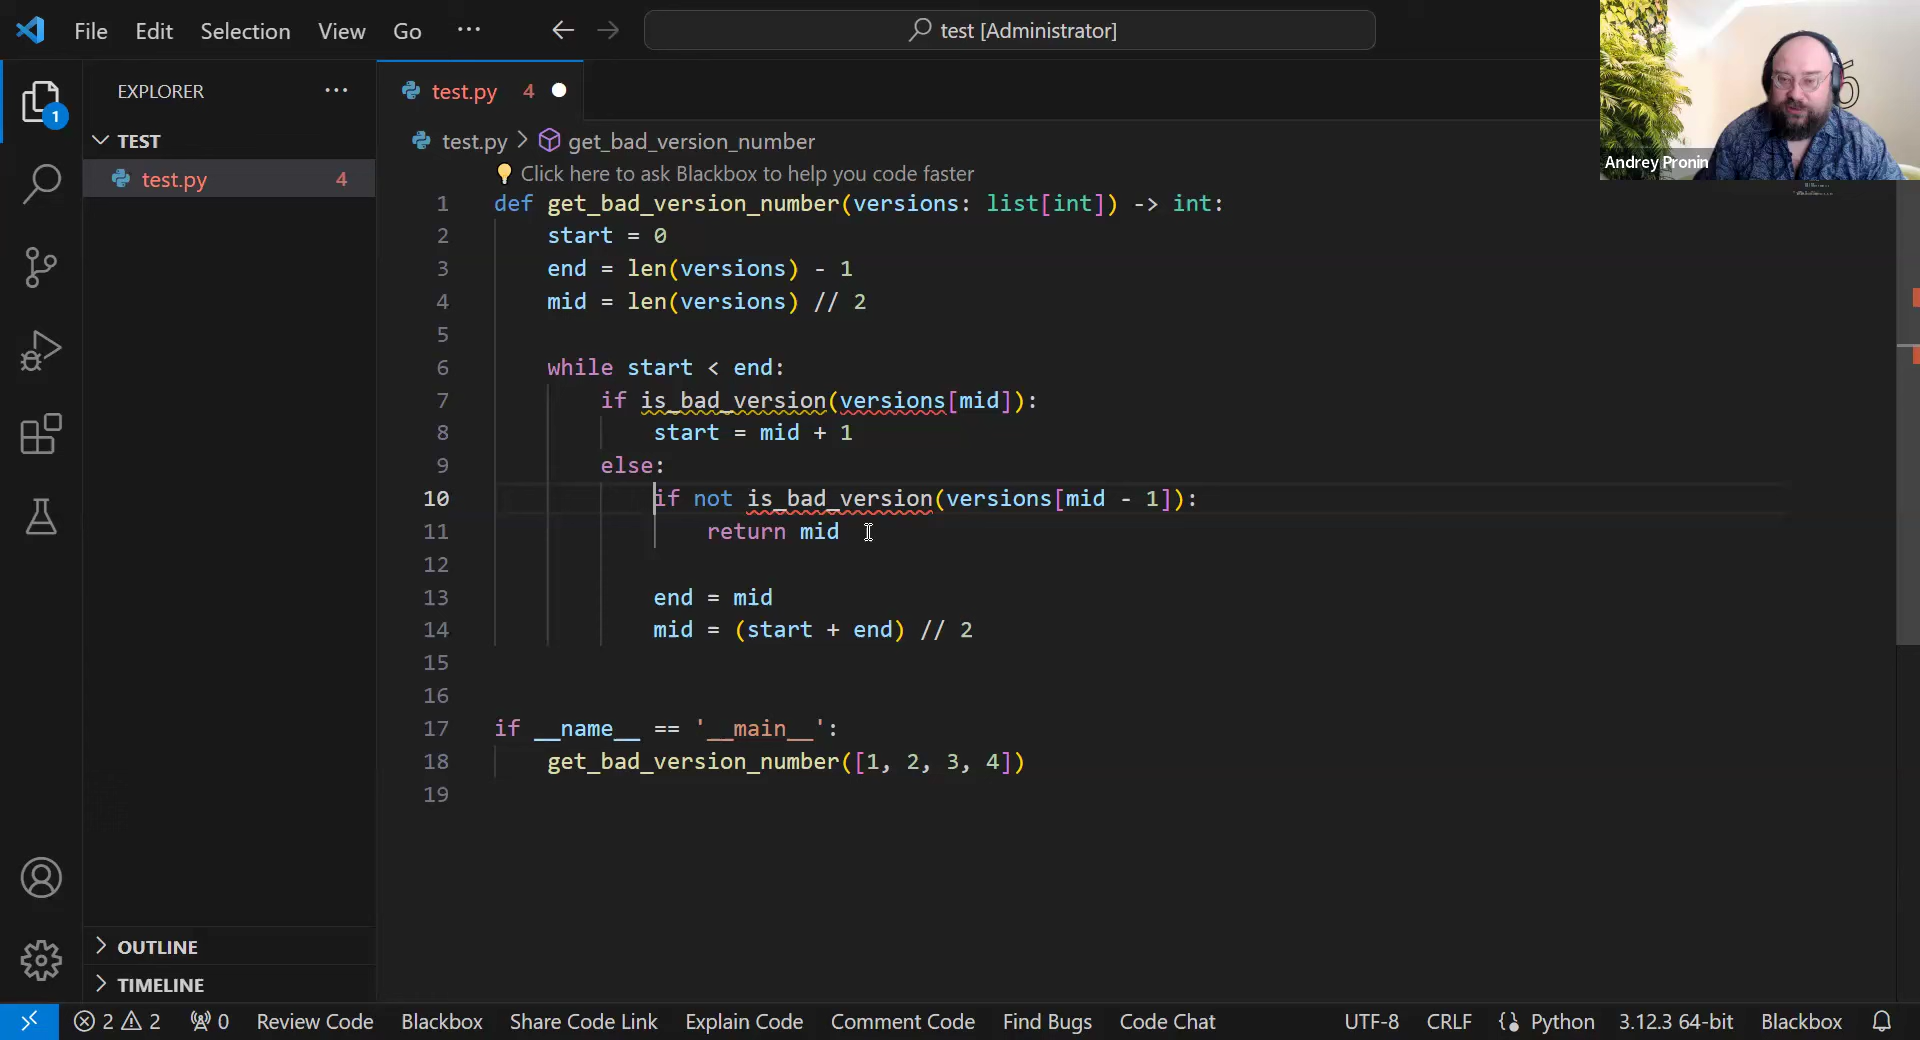 File Edit Selection View Go ··· test [Administrator]
EXPLORER ···
1
TEST
test.py 4
test.py 4
test.py > get_bad_version_number
Click here to ask Blackbox to help you code faster
1 def get_bad_version_number(versions: list[int]) -> int:
2 start = 0
3 end = len(versions) - 1
4 mid = len(versions) // 2
5
6 while start < end:
7 if is_bad_version(versions[mid]):
8 start = mid + 1
9 else:
10 if not is_bad_version(versions[mid - 1]):
11 return mid
12
13 end = mid
14 mid = (start + end) // 2
15
16
17 if __name__ == '__main__':
18 get_bad_version_number([1, 2, 3, 4])
19
Andrey Pronin
OUTLINE
TIMELINE
2 2 0 Review Code Blackbox Share Code Link Explain Code Comment Code Find Bugs Code Chat UTF-8 CRLF Python 3.12.3 64-bit Blackbox